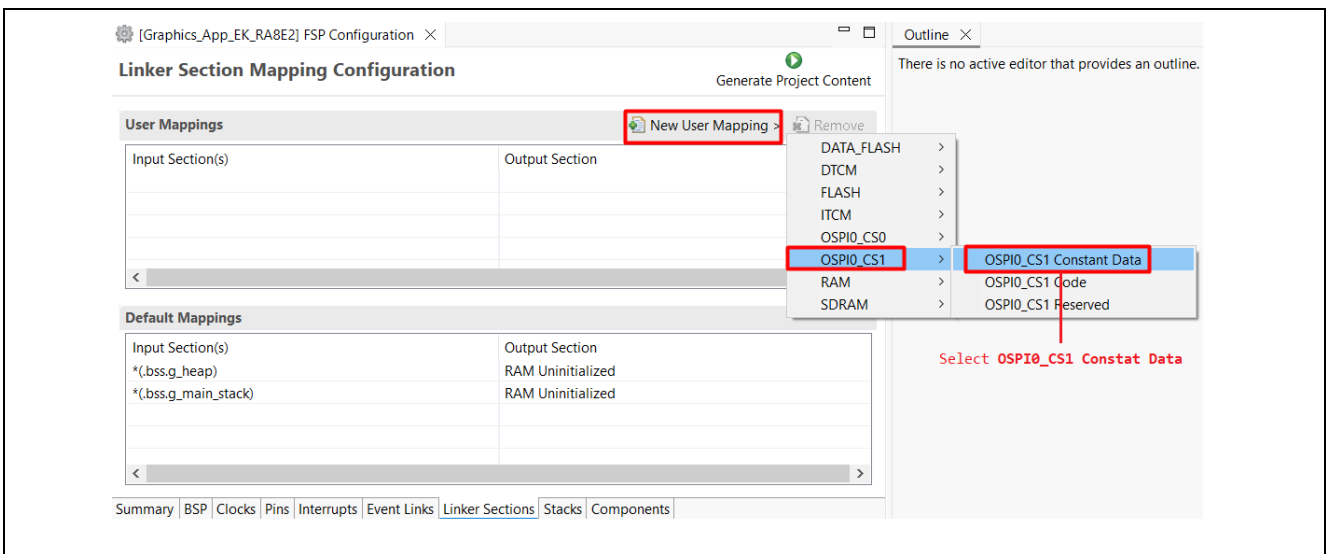 [Graphics_App_EK_RA8E2] FSP Configuration
Outline
Linker Section Mapping Configuration
Generate Project Content
There is no active editor that provides an outline.
User Mappings
New User Mapping >
Remove
Input Section(s)
Output Section
DATA_FLASH >
DTCM >
FLASH >
ITCM >
OSPI0_CS0 >
OSPI0_CS1 >
RAM >
SDRAM >
OSPI0_CS1 Constant Data
OSPI0_CS1 Code
OSPI0_CS1 Reserved
Select OSPI0_CS1 Constat Data
Default Mappings
Input Section(s)
Output Section
*(.bss.g_heap)
RAM Uninitialized
*(.bss.g_main_stack)
RAM Uninitialized
Summary BSP Clocks Pins Interrupts Event Links Linker Sections Stacks Components